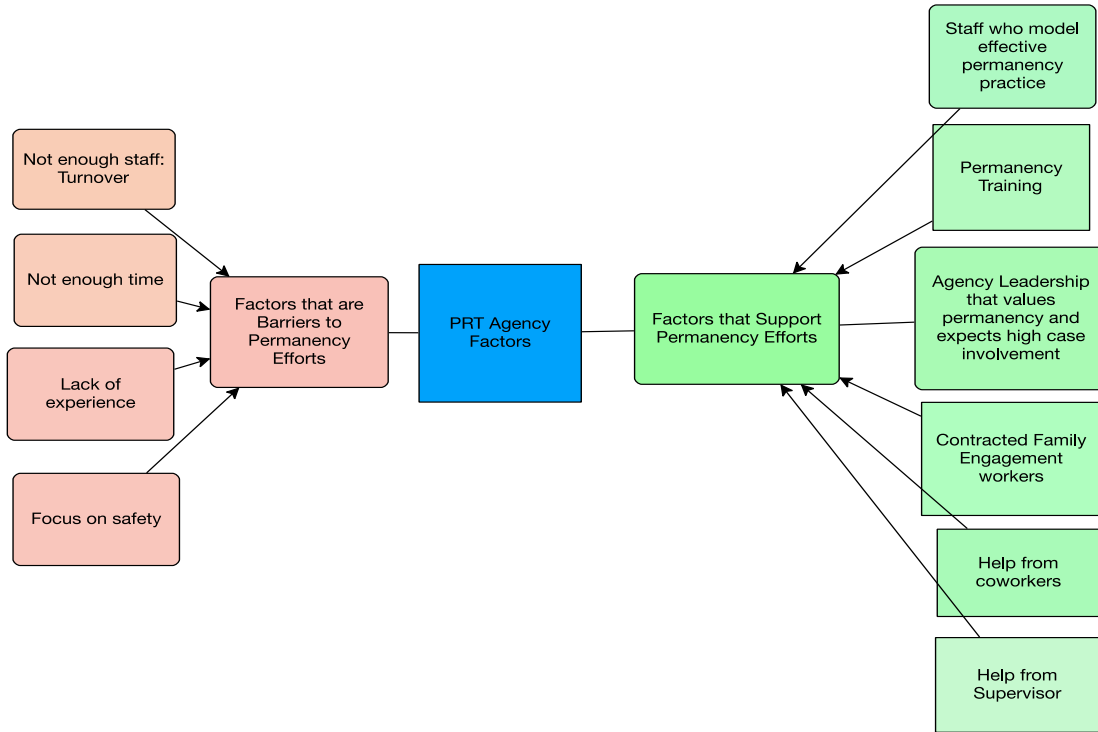 Staff who model
effective
permanency
practice
Not enough staff:
Turnover
Permanency
Training
Not enough time
Agency Leadership
that values
permanency and
expects high case
involvement
Factors that are
Barriers to
Permanency
Efforts
PRT Agency
Factors
Factors that Support
Permanency Efforts
Lack of
experience
Contracted Family
Engagement
workers
Focus on safety
Help from
coworkers
Help from
Supervisor